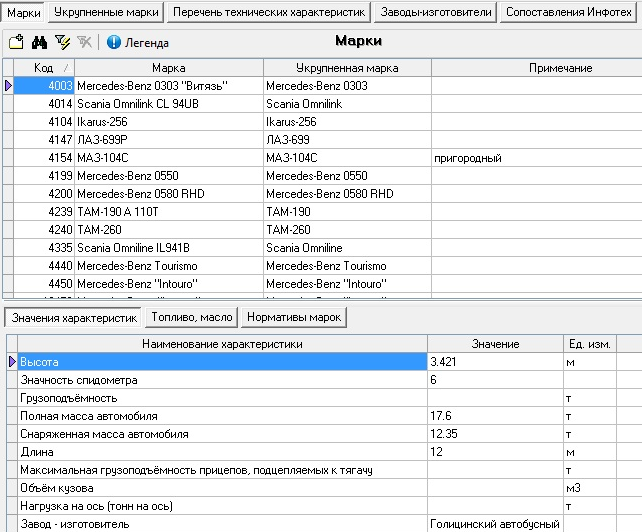 Марки Укрупненные марки Перечень технических характеристик Заводы-изготовители Сопоставления Инфотех
Легенда Марки
Код Марка Укрупненная марка Примечание
4003 Mercedes-Benz 0303 "Витязь" Mercedes-Benz 0303
4014 Scania Omnilink CL 94UB Scania Omnilink
4104 Ikarus-256 Ikarus-256
4147 ЛАЗ-699Р ЛАЗ-699
4154 МАЗ-104С МАЗ-104С пригородный
4199 Mercedes-Benz 0550 Mercedes-Benz 0550
4200 Mercedes-Benz 0580 RHD Mercedes-Benz 0580 RHD
4239 ТАМ-190 А 110Т ТАМ-190
4240 ТАМ-260 ТАМ-260
4335 Scania Omniline IL941B Scania Omniline
4440 Mercedes-Benz Tourismo Mercedes-Benz Tourismo
4450 Mercedes-Benz "Intouro" Mercedes-Benz "Intouro"
Значения характеристик Топливо, масло Нормативы марок
Наименование характеристики Значение Ед. изм.
Высота 3.421 м
Значность спидометра 6
Грузоподъёмность т
Полная масса автомобиля 17.6 т
Снаряженная масса автомобиля 12.35 т
Длина 12 м
Максимальная грузоподъёмность прицепов, подцепляемых к тягачу т
Объём кузова м3
Нагрузка на ось (тонн на ось) т
Завод - изготовитель Голицинский автобусный